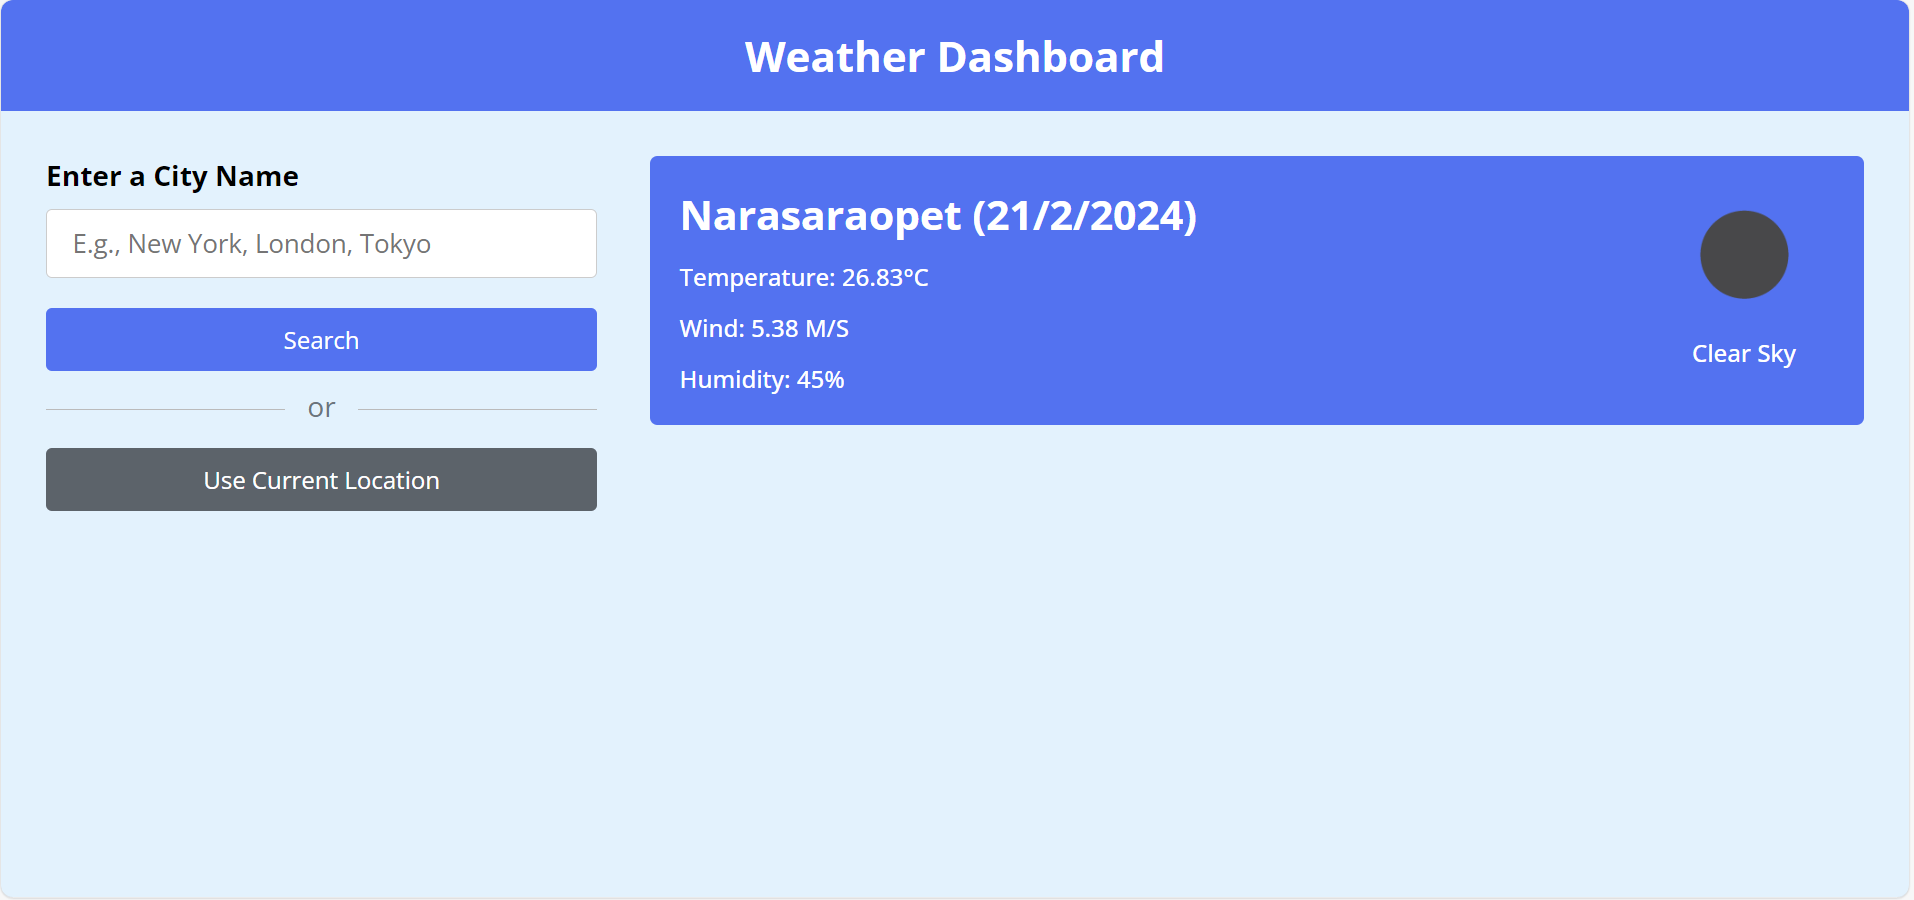 Weather Dashboard
Enter a City Name
E.g., New York, London, Tokyo
Search
or
Use Current Location
Narasaraopet (21/2/2024)
Temperature: 26.83°C
Wind: 5.38 M/S
Humidity: 45%
Clear Sky